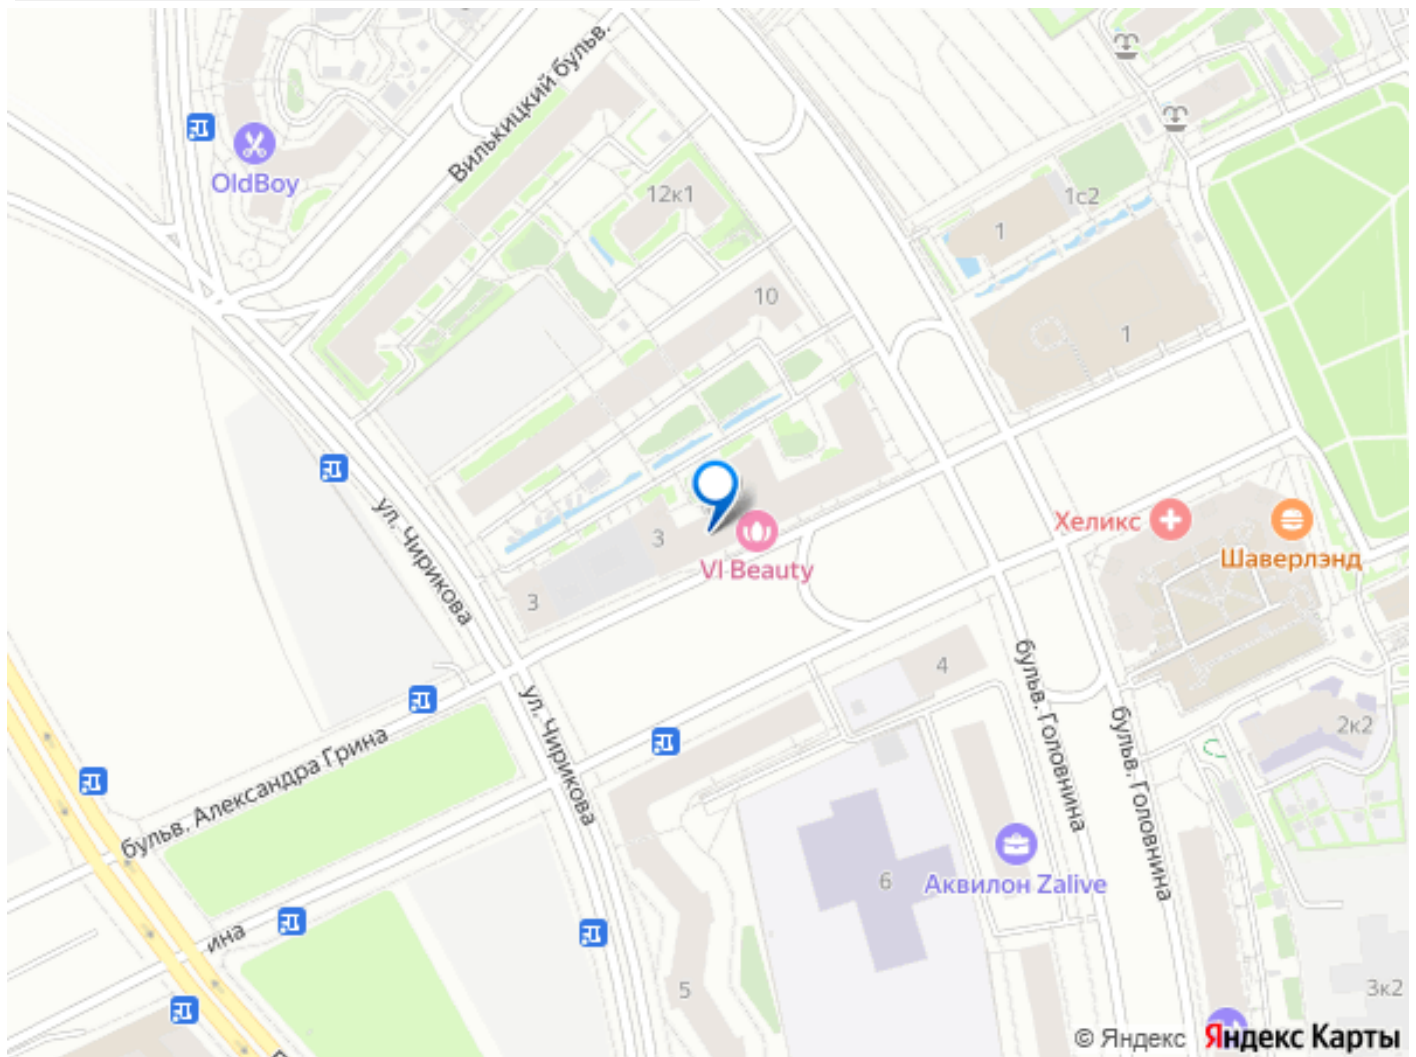 Вилькицкий бульв.
OldBoy
12к1
1с2
1
10
1
ул. Чирикова
3
VI Beauty
Хеликс
Шаверлэнд
3
4
бульв. Головнина
ул. Чирикова
бульв. Головнина
2к2
бульв. Александра Грина
6
Аквилон Zalive
ина
5
3к2
© Яндекс Яндекс Карты